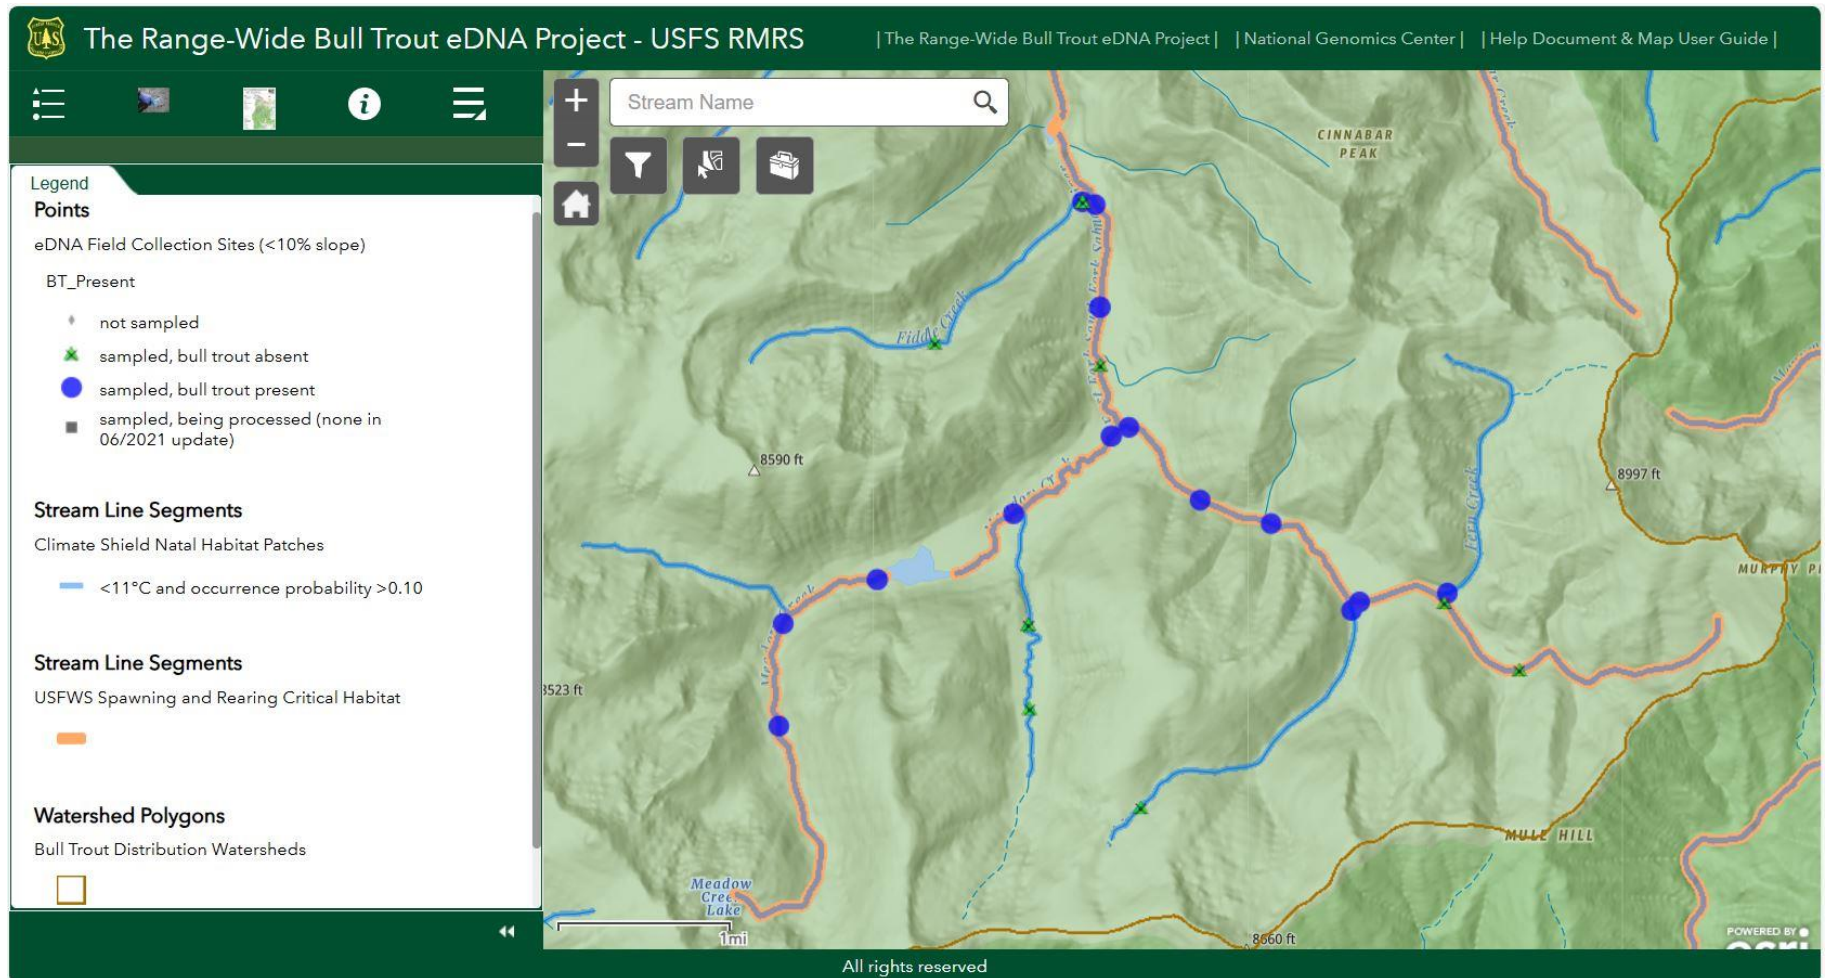 The Range-Wide Bull Trout eDNA Project - USFS RMRS
|The Range-Wide Bull Trout eDNA Project|
|National Genomics Center|
|Help Document & Map User Guide|
Stream Name
Legend
Points
eDNA Field Collection Sites (<10% slope)
BT_Present
not sampled
sampled, bull trout absent
sampled, bull trout present
sampled, being processed (none in
06/2021 update)
Stream Line Segments
Climate Shield Natal Habitat Patches
<11°C and occurrence probability >0.10
Stream Line Segments
USFWS Spawning and Rearing Critical Habitat
Watershed Polygons
Bull Trout Distribution Watersheds
CINNABAR
PEAK
Creek
8590 ft
8997 ft
Fern Creek
8523 ft
MULE HILL
Meadow
Lake
1mi
8660 ft
POWERED BY
esri
All rights reserved